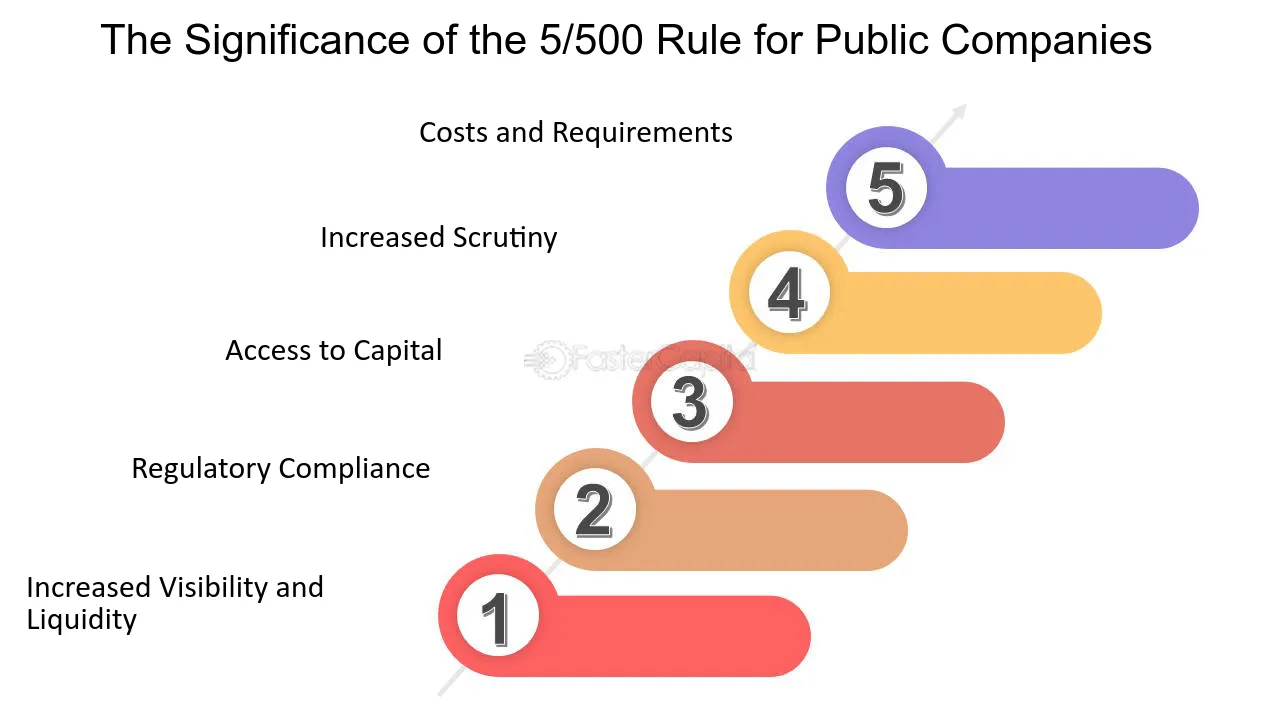 The Significance of the 5/500 Rule for Public Companies
Costs and Requirements
5
Increased Scrutiny
4
Access to Capital
FasterCapital
3
Regulatory Compliance
2
Increased Visibility and
Liquidity
1